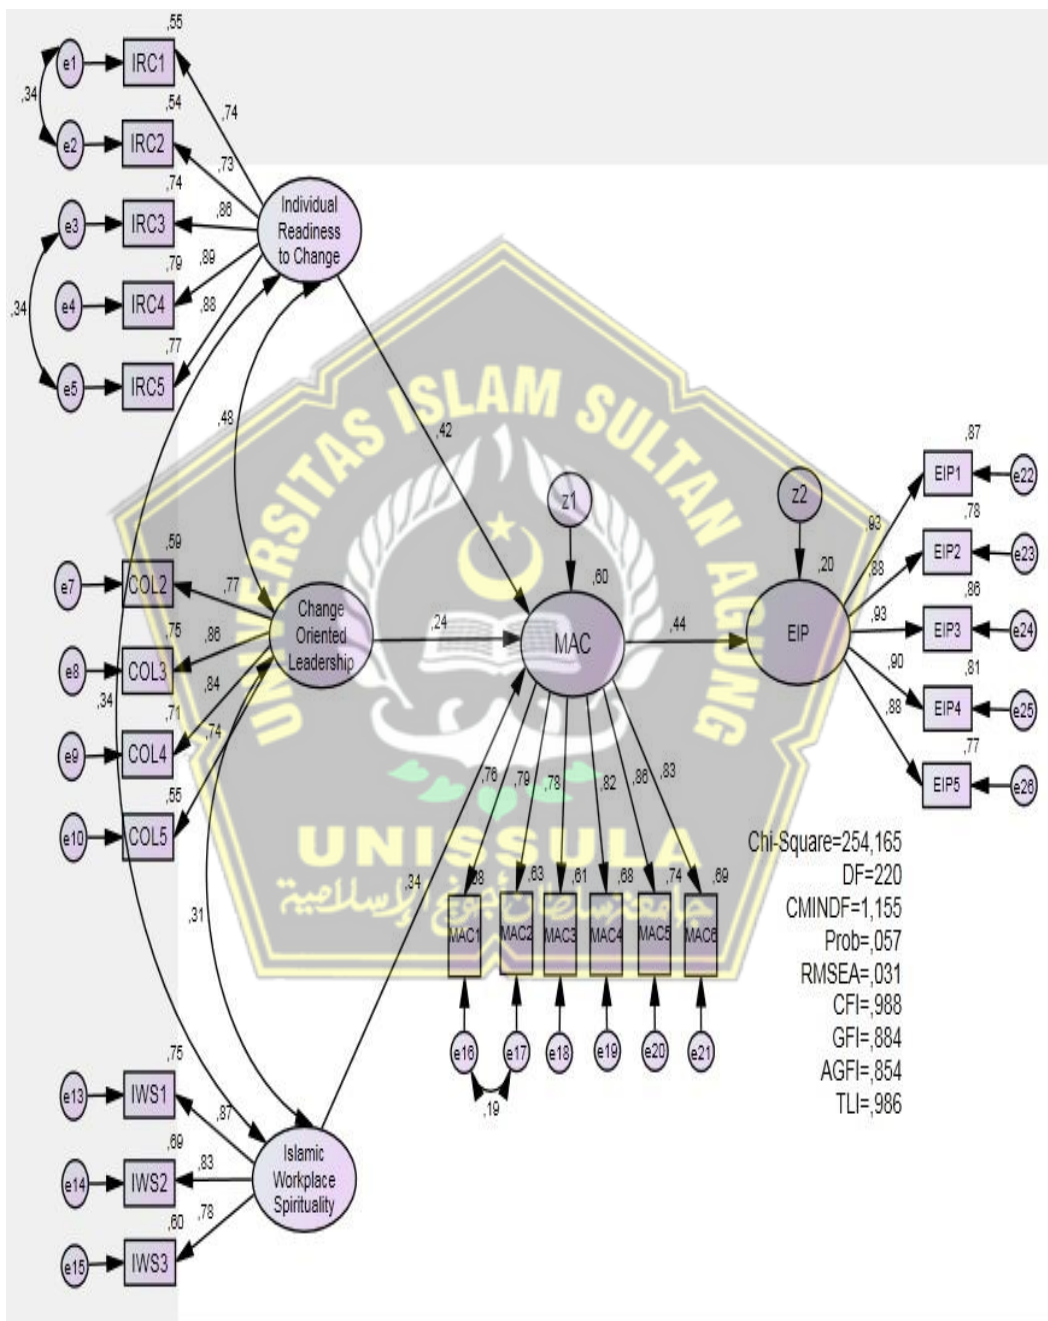 ,55
e1
IRC1
,34
,74
,54
e2
IRC2
,73
,74
e3
IRC3
,86
Individual
Readiness
to Change
,79
e4
IRC4
,89
,34
,88
,77
e5
IRC5
,48
,42
UNIVERSITAS ISLAM SULTAN AGUNG
,87
EIP1
e22
z1
z2
,93
,78
EIP2
e23
,88
,59
e7
COL2
,77
Change
Oriented
Leadership
,60
,20
,86
EIP3
e24
,93
,24
MAC
,44
EIP
,75
e8
COL3
,86
,90
,81
EIP4
e25
,84
,34
,71
e9
COL4
,74
,88
,77
EIP5
e26
,55
e10
COL5
,76
,79
,78
,82
,86
,83
UNISSULA
جامعة سلطان أجونج الإسلامية
,31
,34
,63
,61
,68
,74
,69
MAC1
MAC2
MAC3
MAC4
MAC5
MAC6
e16
e17
e18
e19
e20
e21
,19
Chi-Square=254,165
DF=220
CMINDF=1,155
Prob=,057
RMSEA=,031
CFI=,988
GFI=,884
AGFI=,854
TLI=,986
,75
e13
IWS1
,87
,69
e14
IWS2
,83
Islamic
Workplace
Spirituality
,78
,60
e15
IWS3